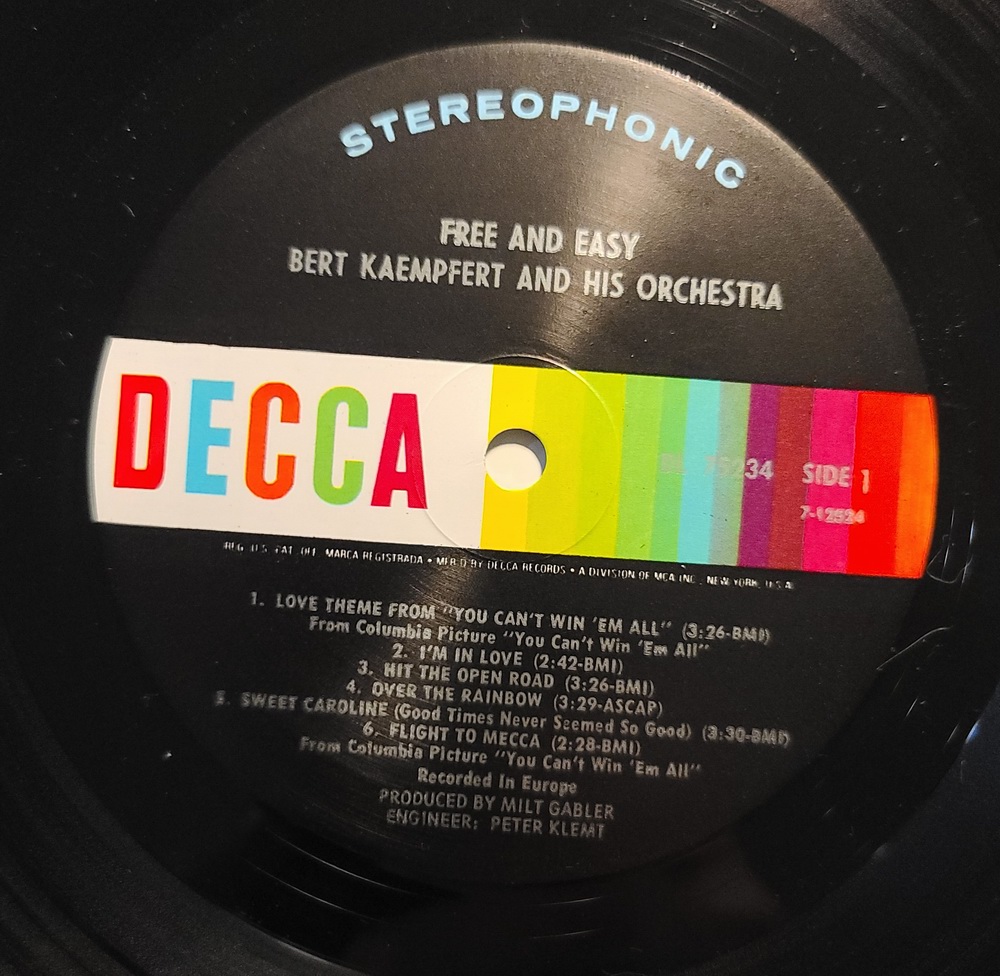 STEREOPHONIC
FREE AND EASY
BERT KAEMPFERT AND HIS ORCHESTRA
DECCA
75234 SIDE 1
7-12524
REG. U.S. PAT. OFF. MARCA REGISTRADA • MFR'D BY DECCA RECORDS • A DIVISION OF MCA INC., NEW YORK, U.S.A.
1. LOVE THEME FROM "YOU CAN'T WIN 'EM ALL" (3:26-BMI)
From Columbia Picture "You Can't Win 'Em All"
2. I'M IN LOVE (2:42-BMI)
3. HIT THE OPEN ROAD (3:26-BMI)
4. OVER THE RAINBOW (3:29-ASCAP)
5. SWEET CAROLINE (Good Times Never Seemed So Good) (3:30-BMI)
6. FLIGHT TO MECCA (2:28-BMI)
From Columbia Picture "You Can't Win 'Em All"
Recorded In Europe
PRODUCED BY MILT GABLER
ENGINEER: PETER KLEMT